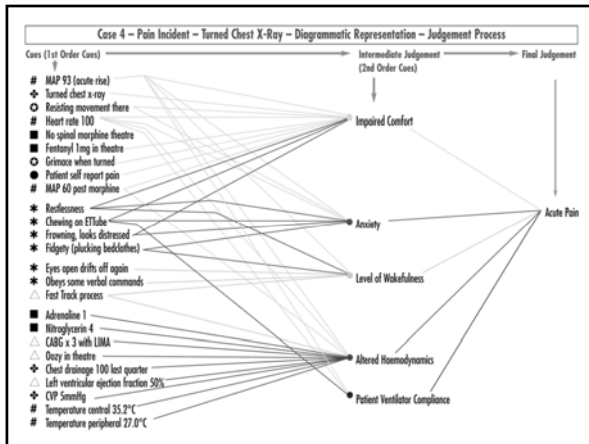 Case 4 – Pain Incident – Turned Chest X-Ray – Diagrammatic Representation – Judgement Process
Cues (1st Order Cues)
Intermediate Judgement
(2nd Order Cues)
Final Judgement
# MAP 93 (acute rise)
✤ Turned chest x-ray
✪ Resisting movement there
# Heart rate 100
■ No spinal morphine theatre
■ Fentanyl 1mg in theatre
✪ Grimace when turned
● Patient self report pain
# MAP 60 post morphine
✱ Restlessness
✱ Chewing on ETTube
✱ Frowning, looks distressed
✱ Fidgety (plucking bedclothes)
✱ Eyes open drifts off again
✱ Obeys some verbal commands
△ Fast Track process
■ Adrenaline 1
■ Nitroglycerin 4
△ CABG x 3 with LIMA
△ Oozy in theatre
✤ Chest drainage 100 last quarter
△ Left ventricular ejection fraction 50%
✤ CVP 5mmHg
# Temperature central 35.2°C
# Temperature peripheral 27.0°C
Impaired Comfort
Anxiety
Level of Wakefulness
Altered Haemodynamics
Patient Ventilator Compliance
Acute Pain